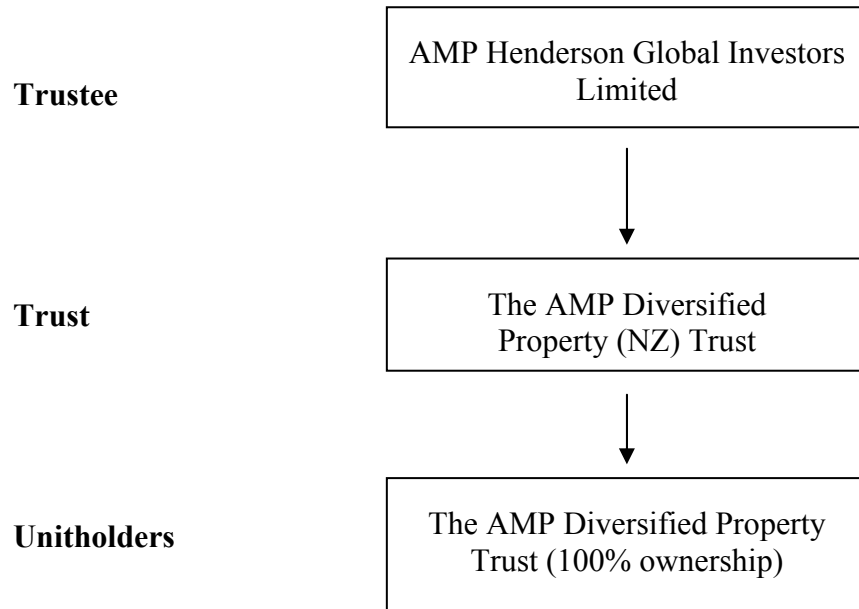 Trustee
AMP Henderson Global Investors
Limited
Trust
The AMP Diversified
Property (NZ) Trust
Unitholders
The AMP Diversified Property
Trust (100% ownership)